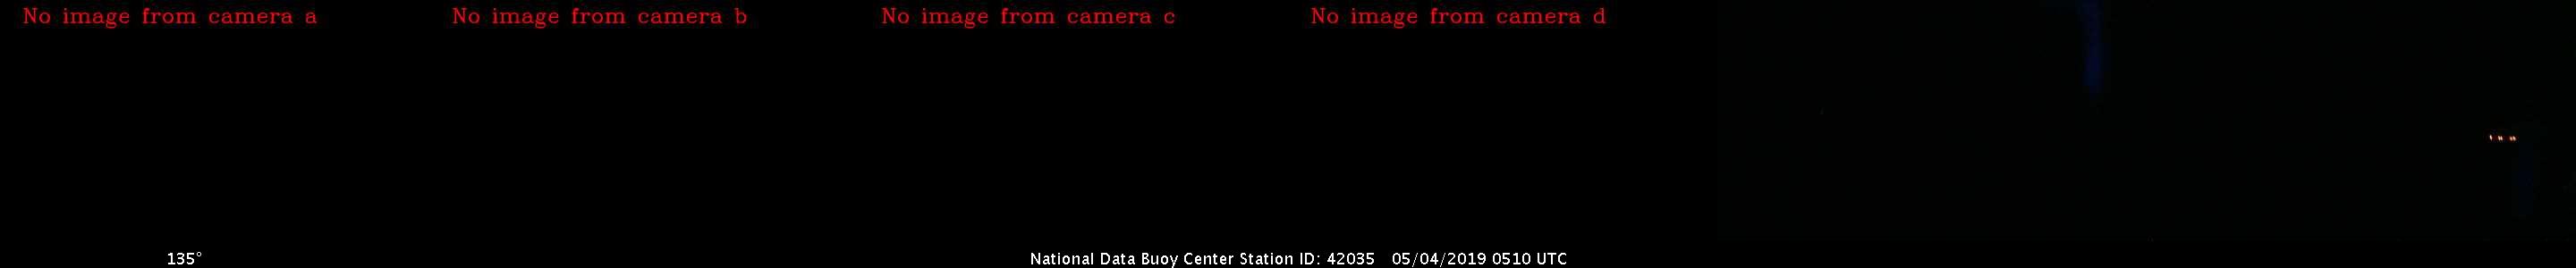 No image from camera a
No image from camera b
No image from camera c
No image from camera d
135°
National Data Buoy Center Station ID: 42035 05/04/2019 0510 UTC